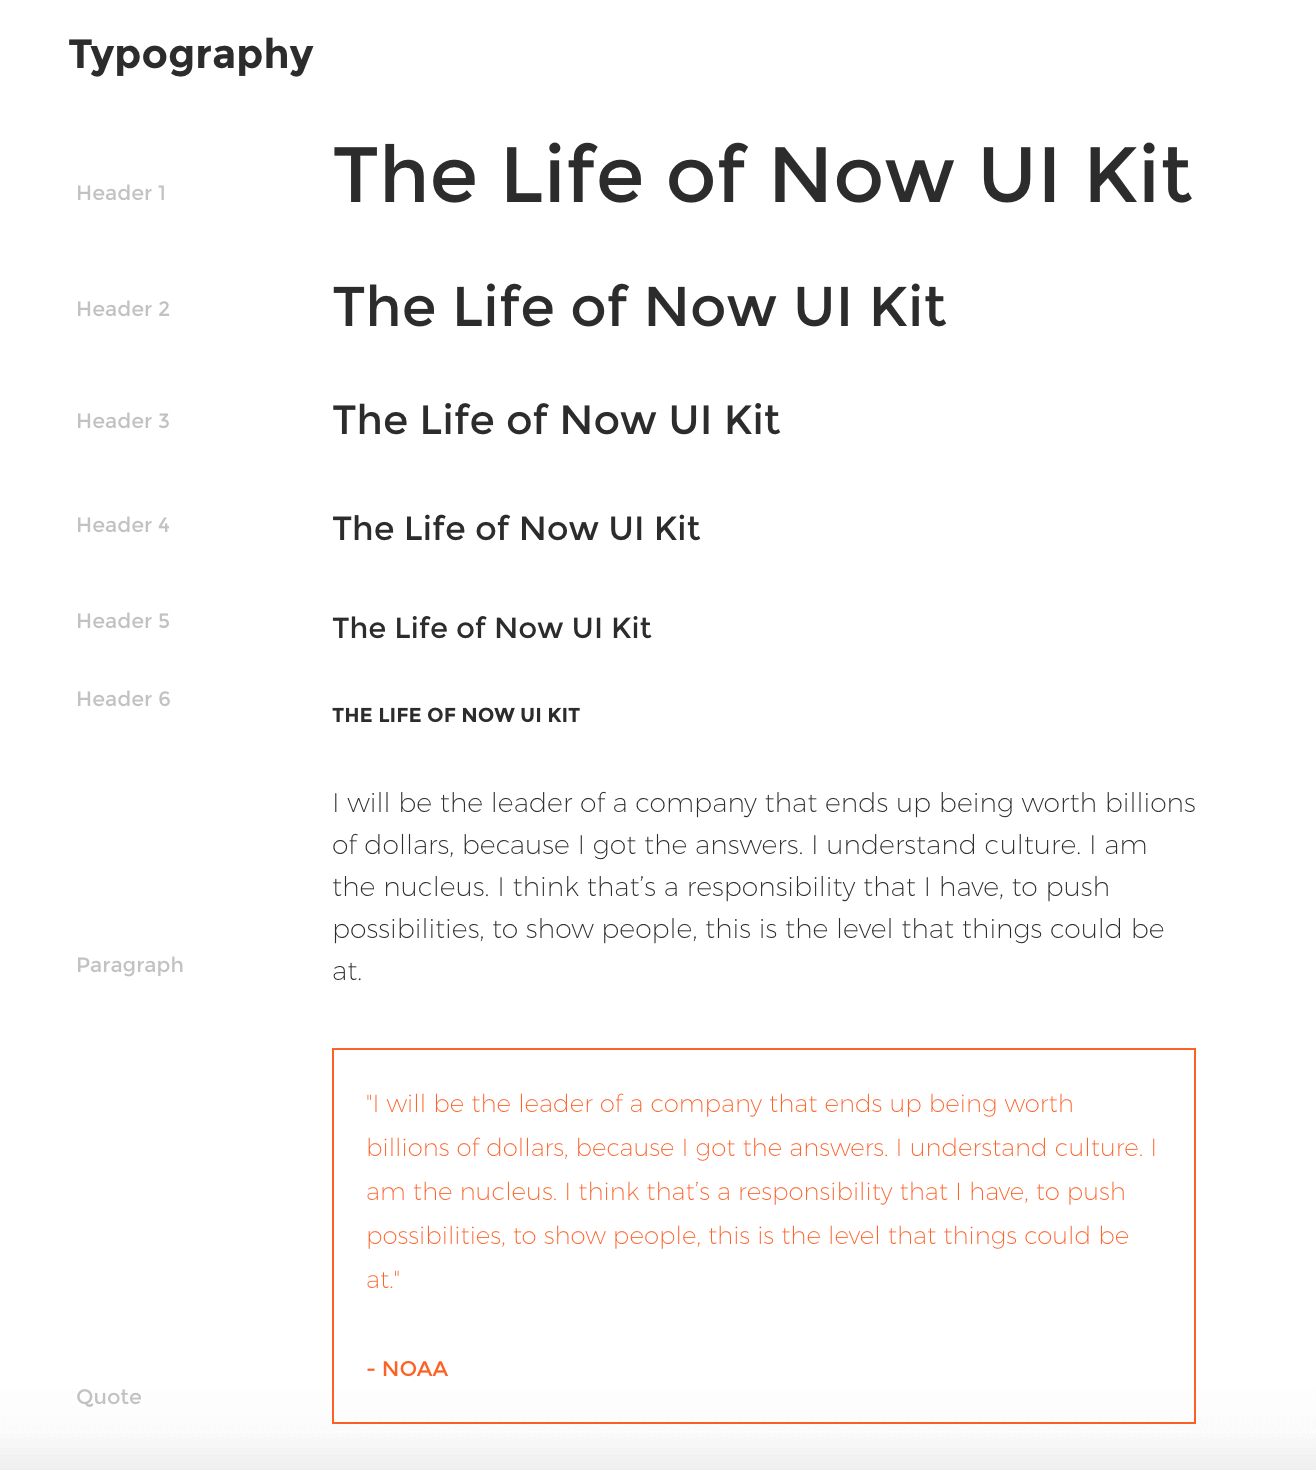 Typography
Header 1
The Life of Now UI Kit
Header 2
The Life of Now UI Kit
Header 3
The Life of Now UI Kit
Header 4
The Life of Now UI Kit
Header 5
The Life of Now UI Kit
Header 6
THE LIFE OF NOW UI KIT
Paragraph
I will be the leader of a company that ends up being worth billions
of dollars, because I got the answers. I understand culture. I am
the nucleus. I think that’s a responsibility that I have, to push
possibilities, to show people, this is the level that things could be
at.
Quote
"I will be the leader of a company that ends up being worth
billions of dollars, because I got the answers. I understand culture. I
am the nucleus. I think that’s a responsibility that I have, to push
possibilities, to show people, this is the level that things could be
at."
- NOAA